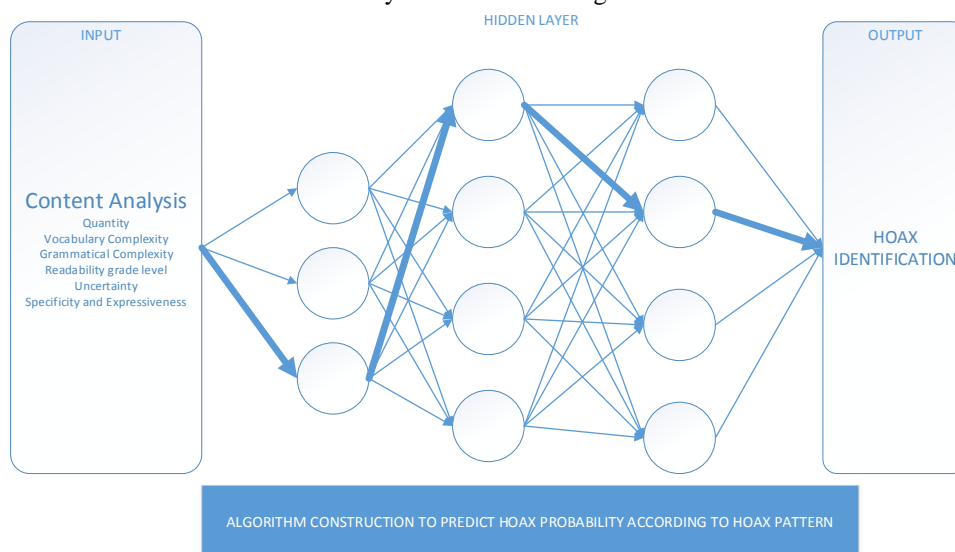 HIDDEN LAYER
INPUT
OUTPUT
Content Analysis
Quantity
Vocabulary Complexity
Grammatical Complexity
Readability grade level
Uncertainty
Specificity and Expressiveness
HOAX
IDENTIFICATION
ALGORITHM CONSTRUCTION TO PREDICT HOAX PROBABILITY ACCORDING TO HOAX PATTERN